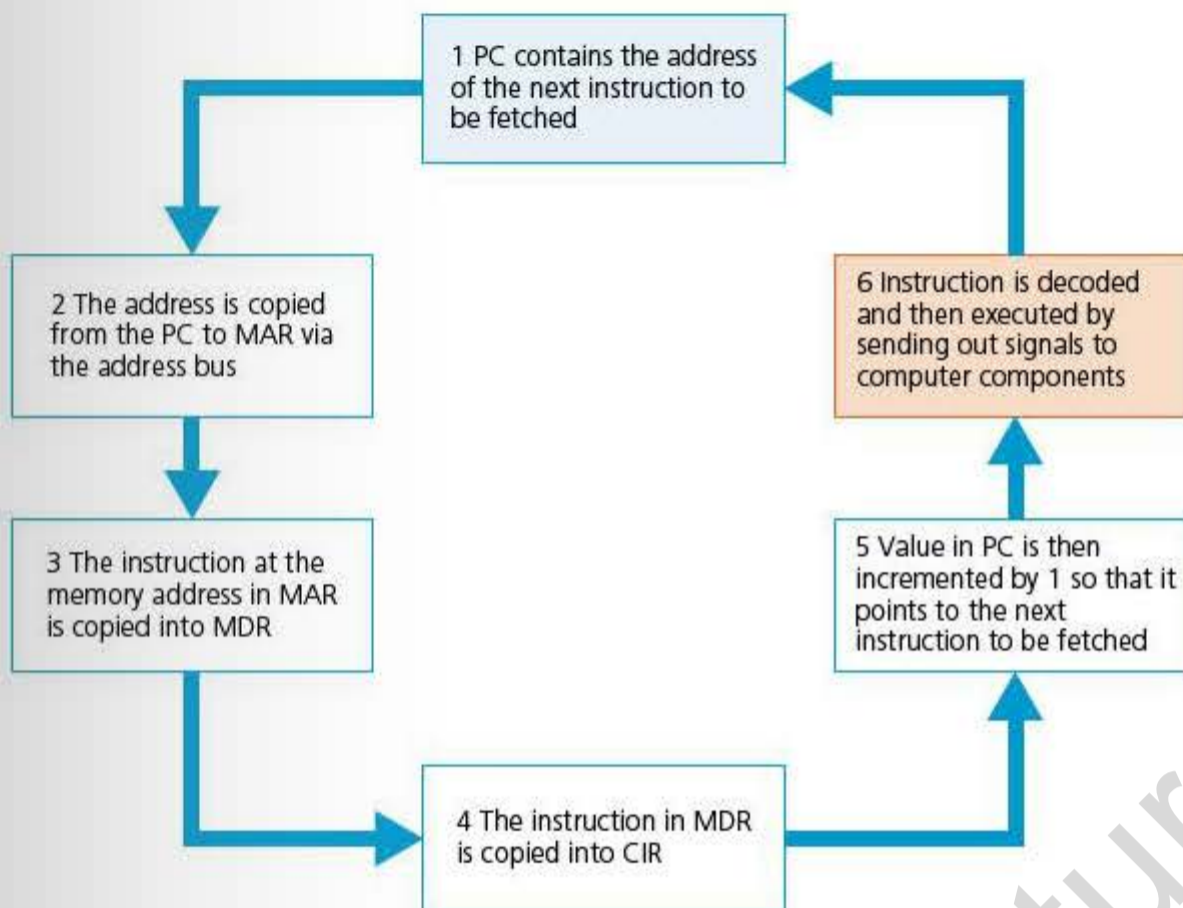 1 PC contains the address
of the next instruction to
be fetched
2 The address is copied
from the PC to MAR via
the address bus
3 The instruction at the
memory address in MAR
is copied into MDR
4 The instruction in MDR
is copied into CIR
5 Value in PC is then
incremented by 1 so that it
points to the next
instruction to be fetched
6 Instruction is decoded
and then executed by
sending out signals to
computer components